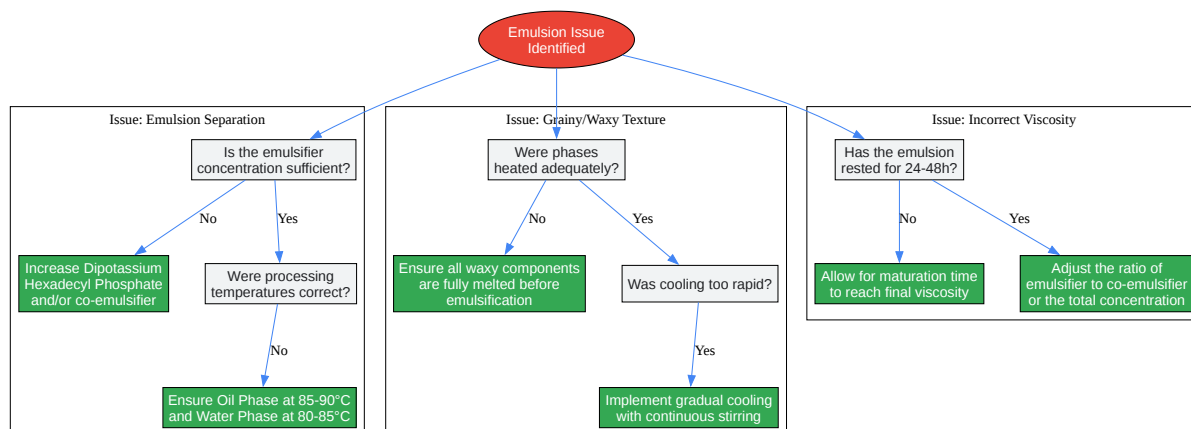 Emulsion Issue
Identified
Issue: Emulsion Separation
Is the emulsifier
concentration sufficient?
No
Yes
Increase Dipotassium
Hexadecyl Phosphate
and/or co-emulsifier
Were processing
temperatures correct?
No
Ensure Oil Phase at 85-90°C
and Water Phase at 80-85°C
Issue: Grainy/Waxy Texture
Were phases
heated adequately?
No
Yes
Ensure all waxy components
are fully melted before
emulsification
Was cooling too rapid?
Yes
Implement gradual cooling
with continuous stirring
Issue: Incorrect Viscosity
Has the emulsion
rested for 24-48h?
No
Yes
Allow for maturation time
to reach final viscosity
Adjust the ratio of
emulsifier to co-emulsifier
or the total concentration